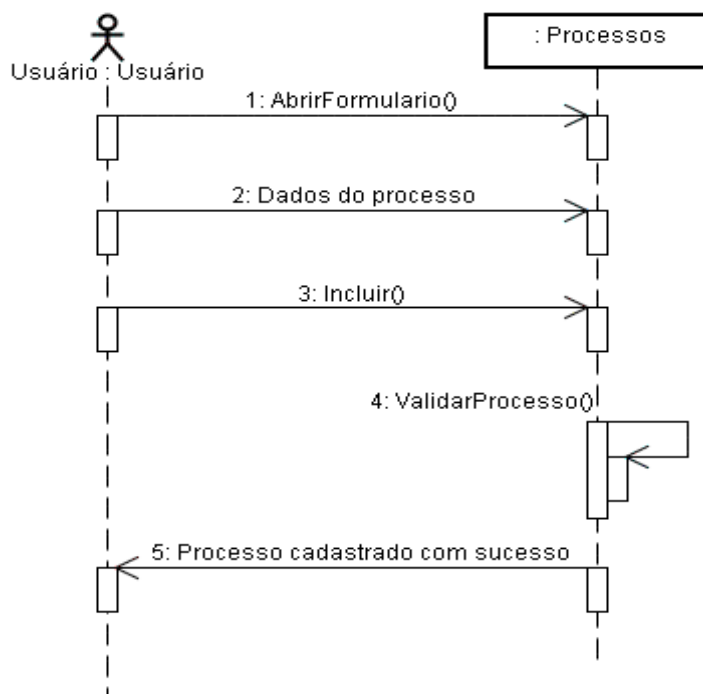 : Processos
Usuário : Usuário
1: AbrirFormulario()
2: Dados do processo
3: Incluir()
4: ValidarProcesso()
5: Processo cadastrado com sucesso